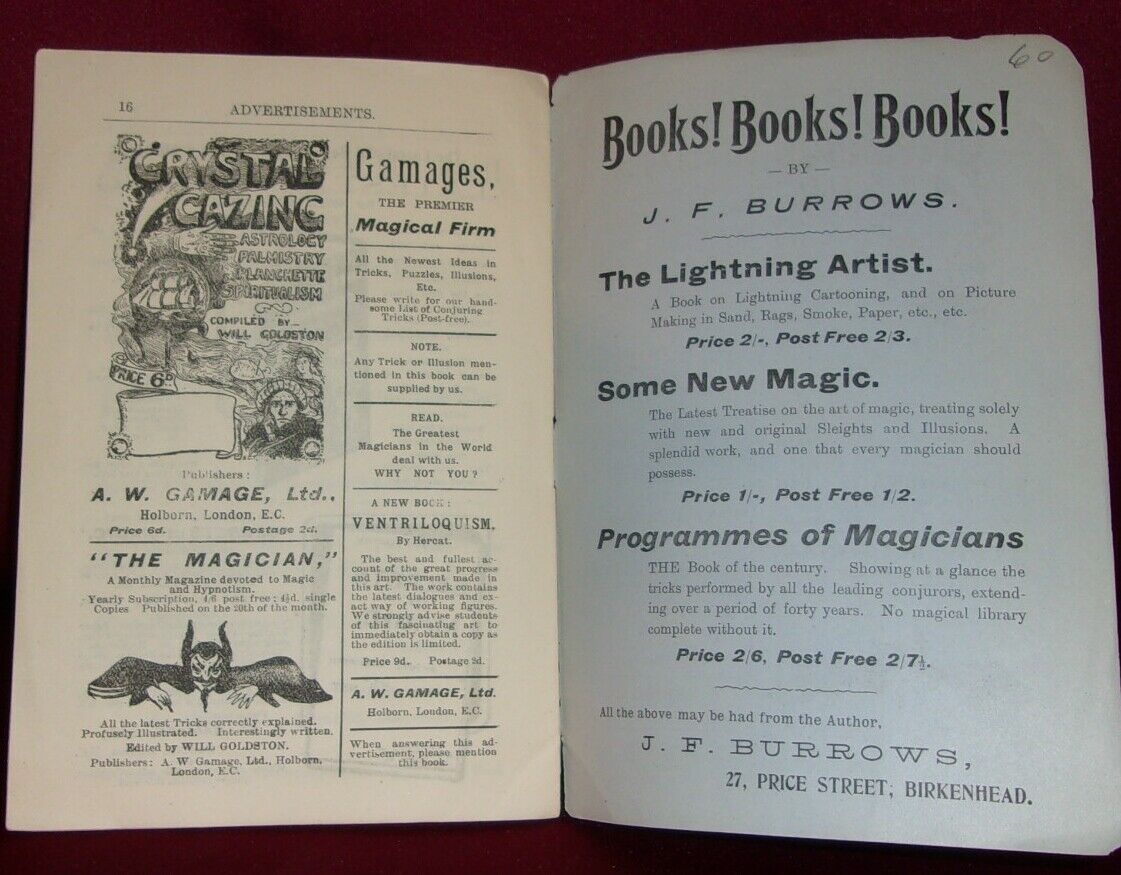 16
ADVERTISEMENTS.
CRYSTAL
GAZING
ASTROLOGY
PALMISTRY
PLANCHETTE
SPIRITUALISM
COMPILED BY—
WILL GOLDSTON
PRICE 6D
Publishers :
A. W. GAMAGE, Ltd.,
Holborn, London, E.C.
Price 6d. Postage 2d.
"THE MAGICIAN,"
A Monthly Magazine devoted to Magic
and Hypnotism.
Yearly Subscription, 4/6 post free ; 4½d. single
Copies Published on the 20th of the month.
All the latest Tricks correctly explained.
Profusely Illustrated. Interestingly written.
Edited by WILL GOLDSTON.
Publishers: A. W Gamage, Ltd., Holborn,
London, E.C.
Gamages,
THE PREMIER
Magical Firm
All the Newest Ideas in
Tricks, Puzzles, Illusions,
Etc.
Please write for our hand-
some List of Conjuring
Tricks (Post-free).
NOTE.
Any Trick or Illusion men-
tioned in this book can be
supplied by us.
READ.
The Greatest
Magicians in the World
deal with us.
WHY NOT YOU ?
A NEW BOOK :
VENTRILOQUISM,
By Hercat.
The best and fullest ac-
count of the great progress
and improvement made in
this art. The work contains
the latest dialogues and ex-
act way of working figures.
We strongly advise students
of this fascinating art to
immediately obtain a copy as
the edition is limited.
Price 9d. Postage 2d.
A. W. GAMAGE, Ltd.
Holborn, London, E.C.
When answering this ad-
vertisement, please mention
this book.
60
Books! Books! Books!
— BY —
J. F. BURROWS.
The Lightning Artist.
A Book on Lightning Cartooning, and on Picture
Making in Sand, Rags, Smoke, Paper, etc., etc.
Price 2/-, Post Free 2/3.
Some New Magic.
The Latest Treatise on the art of magic, treating solely
with new and original Sleights and Illusions. A
splendid work, and one that every magician should
possess.
Price 1/-, Post Free 1/2.
Programmes of Magicians
THE Book of the century. Showing at a glance the
tricks performed by all the leading conjurors, extend-
ing over a period of forty years. No magical library
complete without it.
Price 2/6, Post Free 2/7½.
All the above may be had from the Author,
J. F. BURROWS,
27, PRICE STREET, BIRKENHEAD.